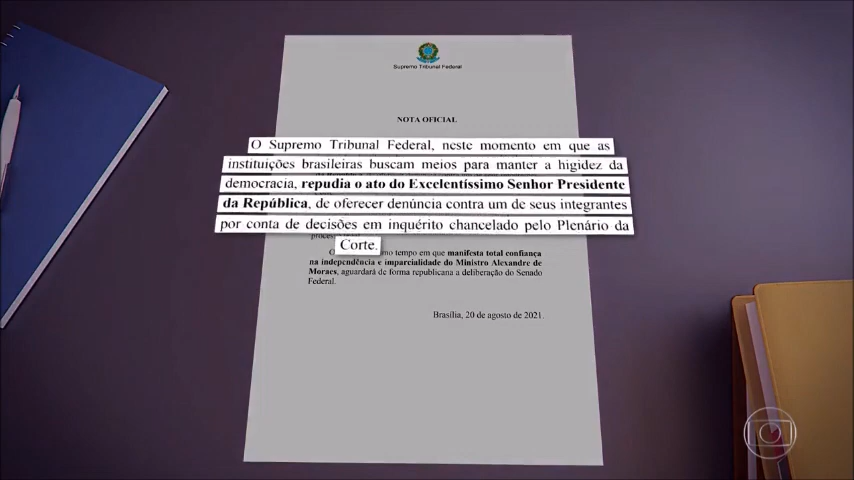 Supremo Tribunal Federal
NOTA OFICIAL
O Supremo Tribunal Federal, neste momento em que as
instituições brasileiras buscam meios para manter a higidez da
democracia, repudia o ato do Excelentíssimo Senhor Presidente
da República, de oferecer denúncia contra um de seus integrantes
por conta de decisões em inquérito chancelado pelo Plenário da
Corte.
O tempo em que manifesta total confiança
na independência e imparcialidade do Ministro Alexandre de
Moraes, aguardará de forma republicana a deliberação do Senado
Federal.
Brasília, 20 de agosto de 2021.